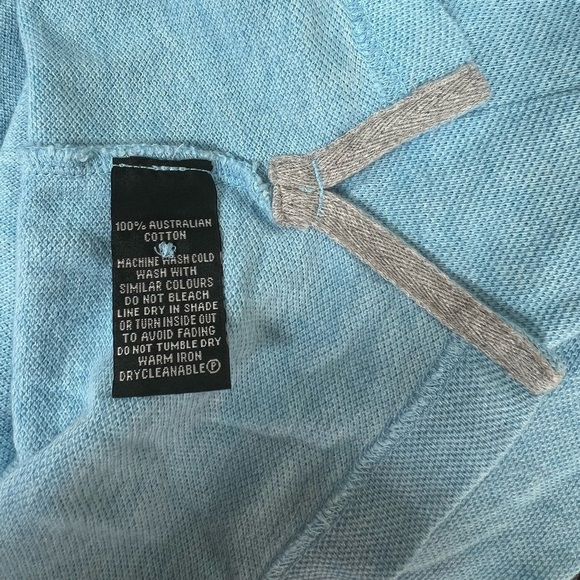 100% AUSTRALIAN
COTTON
MACHINE WASH COLD
WASH WITH
SIMILAR COLOURS
DO NOT BLEACH
LINE DRY IN SHADE
OR TURN INSIDE OUT
TO AVOID FADING
DO NOT TUMBLE DRY
WARM IRON
DRYCLEANABLE Ⓟ